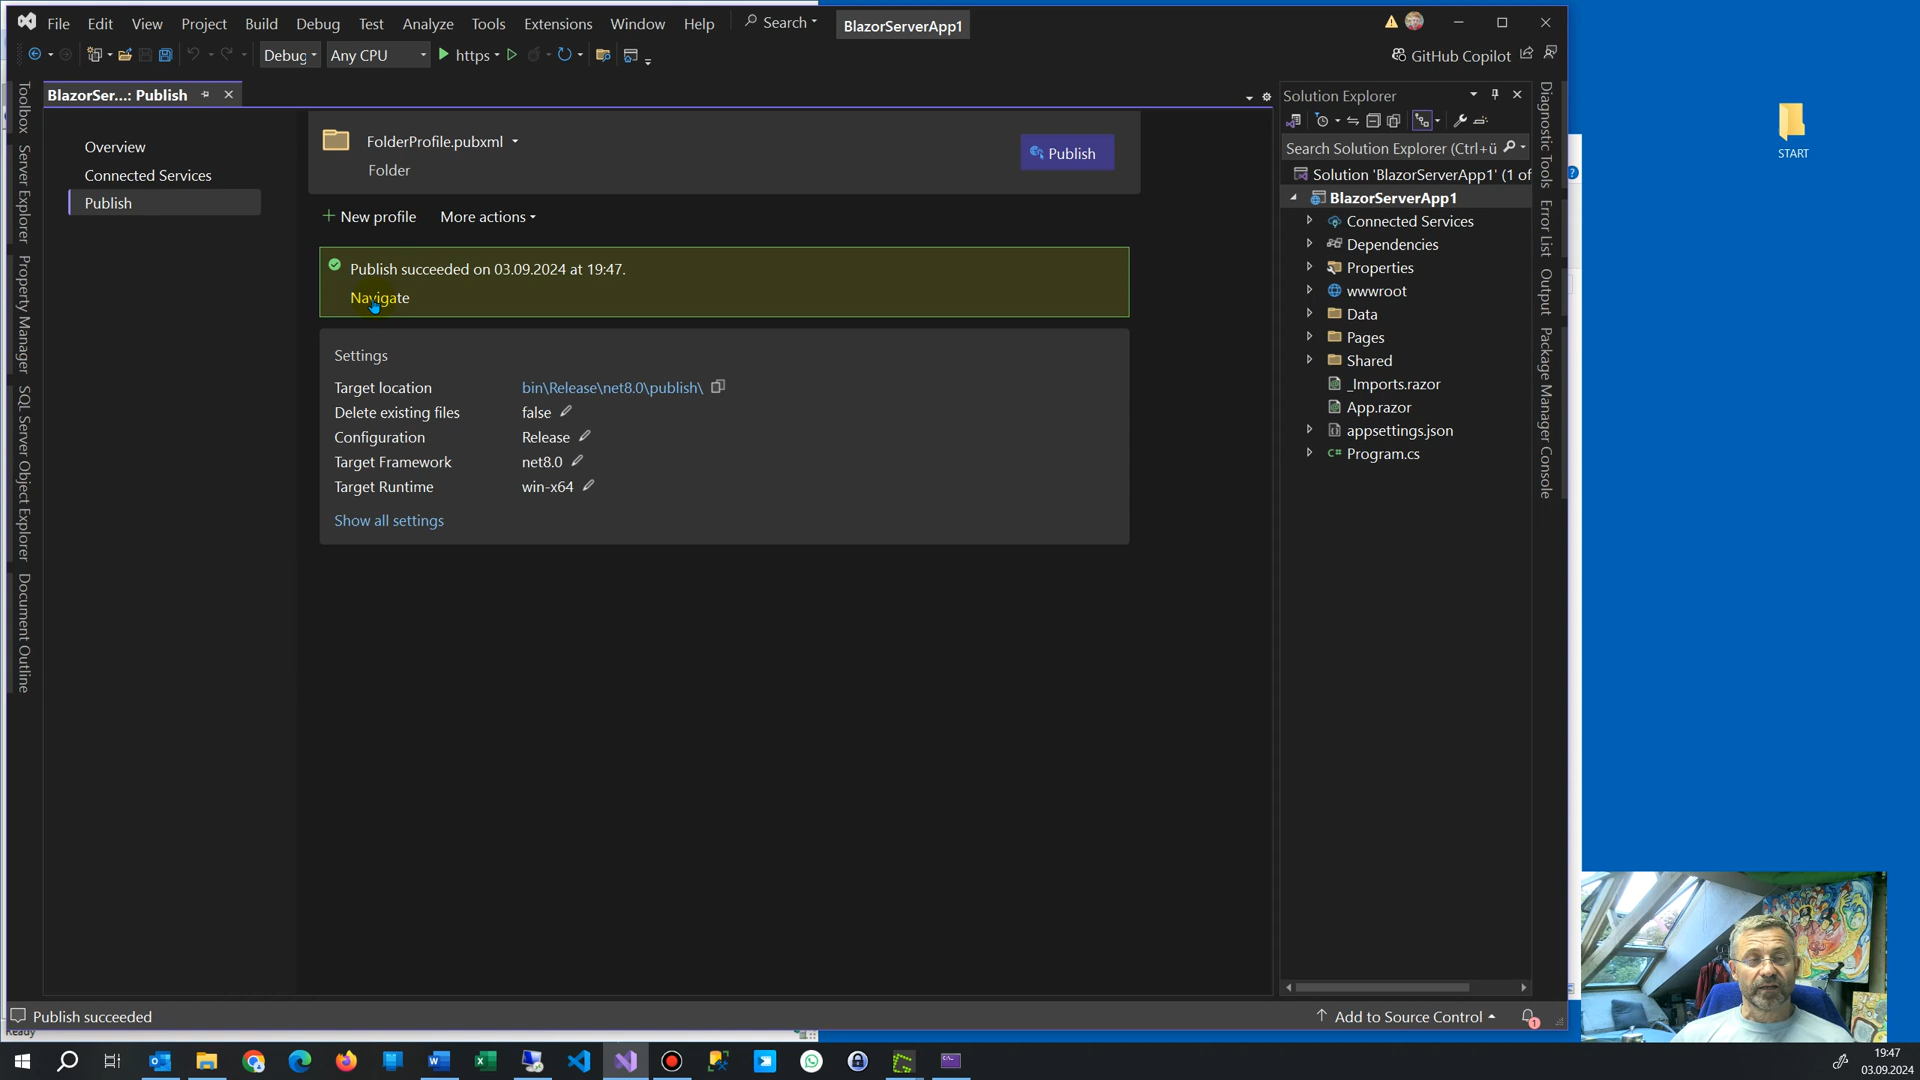 File Edit View Project Build Debug Test Analyze Tools Extensions Window Help Search BlazorServerApp1
Debug Any CPU https GitHub Copilot
BlazorSer...: Publish
Overview
Connected Services
Publish
FolderProfile.pubxml
Folder
Publish
New profile More actions
Publish succeeded on 03.09.2024 at 19:47.
Navigate
Settings
Target location bin\Release\net8.0\publish\
Delete existing files false
Configuration Release
Target Framework net8.0
Target Runtime win-x64
Show all settings
Toolbox
Server Explorer
Property Manager
SQL Server Object Explorer
Document Outline
Solution Explorer
Search Solution Explorer (Ctrl+ü
Solution 'BlazorServerApp1' (1 of
BlazorServerApp1
Connected Services
Dependencies
Properties
wwwroot
Data
Pages
Shared
_Imports.razor
App.razor
appsettings.json
C# Program.cs
Diagnostic Tools
Error List
Output
Package Manager Console
START
Publish succeeded
Add to Source Control
1
Ready
19:47
03.09.2024